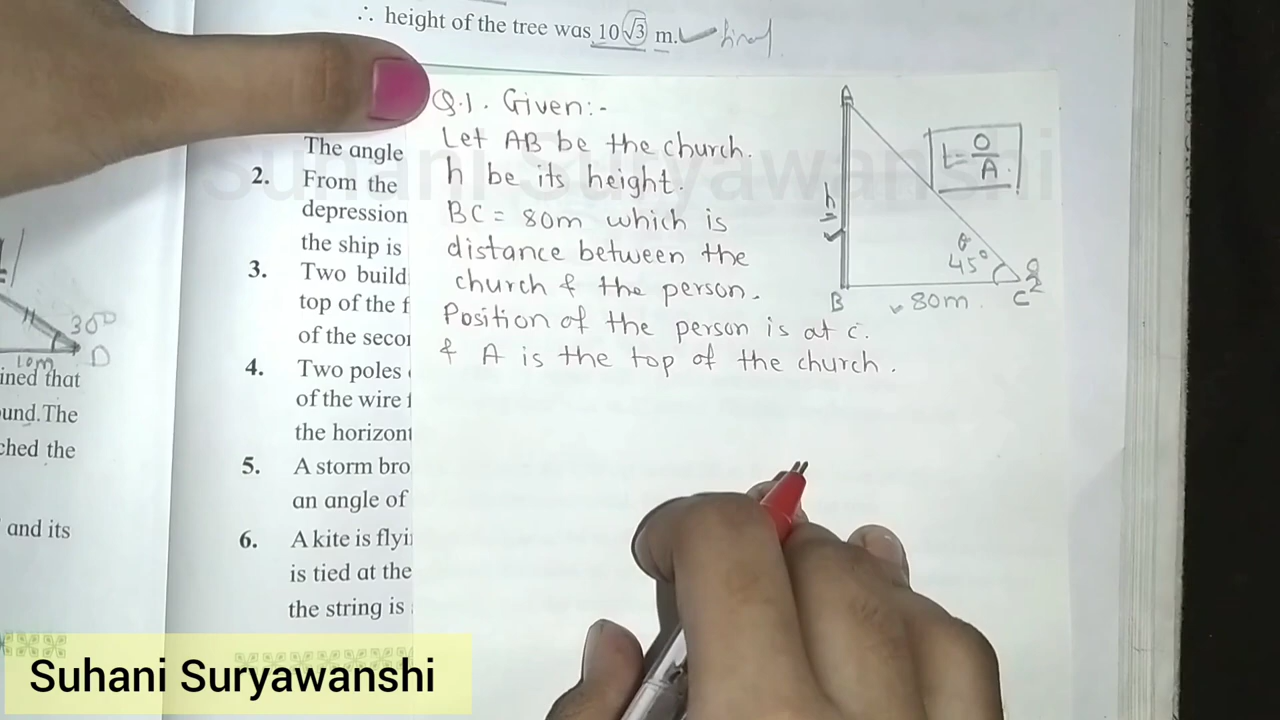 ∴ height of the tree was 10√3 m.
Q.1. Given:-
Let AB be the church.
h be its height.
BC = 80m which is
distance between the
church & the person.
Position of the person is at C.
& A is the top of the church.
A
h
B
80m
C
θ
45°
t = O/A
The angle
2. From the
depression
the ship is
3. Two build
top of the f
of the secon
4. Two poles
of the wire
the horizont
5. A storm bro
an angle of
6. A kite is flyi
is tied at the
the string is
30°
10m
D
ined that
und.The
ched the
and its
Suhani Suryawanshi
Suhani Suryawanshi